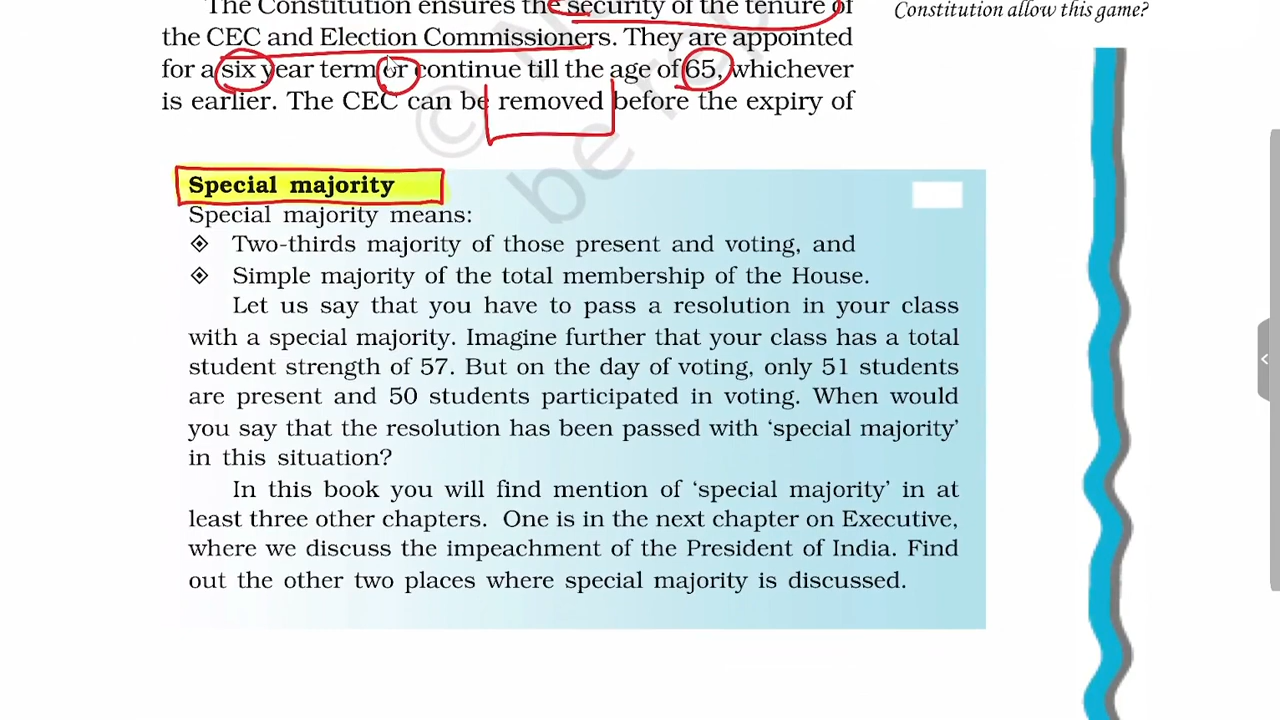 The Constitution ensures the security of the tenure of
Constitution allow this game?
the CEC and Election Commissioners. They are appointed
for a six year term or continue till the age of 65, whichever
is earlier. The CEC can be removed before the expiry of
Special majority
Special majority means:
Two-thirds majority of those present and voting, and
Simple majority of the total membership of the House.
Let us say that you have to pass a resolution in your class
with a special majority. Imagine further that your class has a total
student strength of 57. But on the day of voting, only 51 students
are present and 50 students participated in voting. When would
you say that the resolution has been passed with ‘special majority’
in this situation?
In this book you will find mention of ‘special majority’ in at
least three other chapters. One is in the next chapter on Executive,
where we discuss the impeachment of the President of India. Find
out the other two places where special majority is discussed.
©
be rep